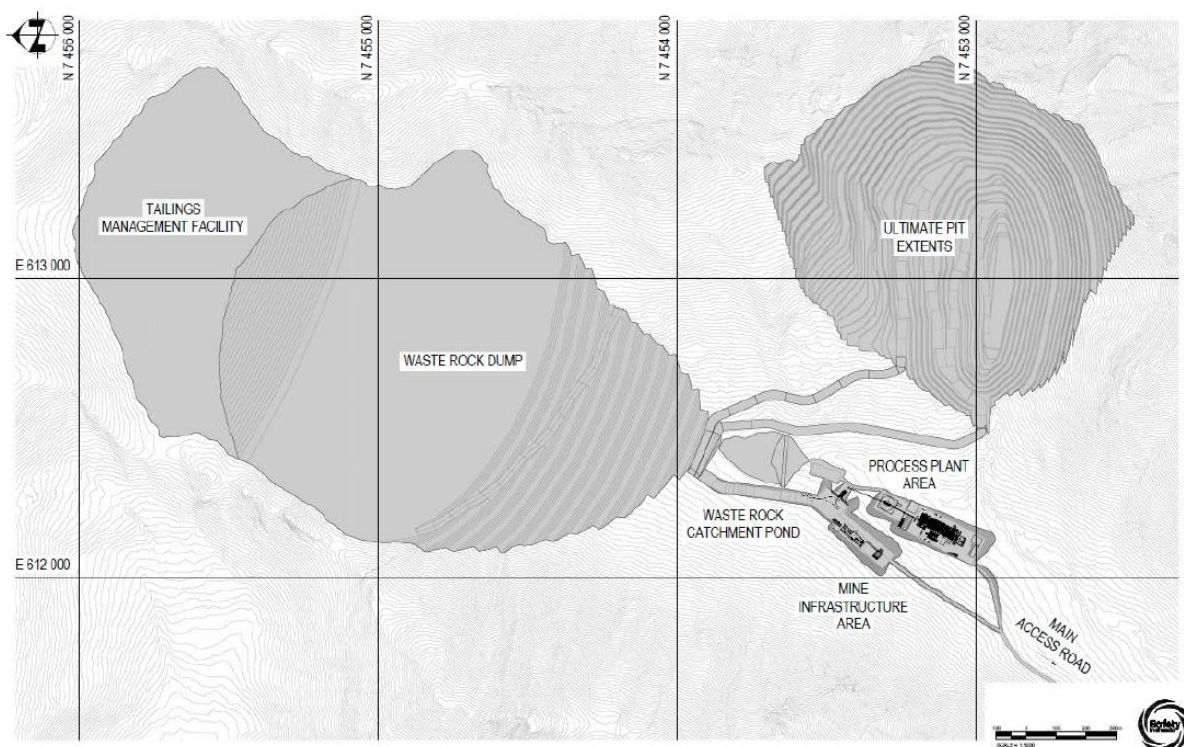 N 7 456 000
N 7 455 000
N 7 454 000
N 7 453 000
TAILINGS
MANAGEMENT FACILITY
ULTIMATE PIT
EXTENTS
E 613 000
WASTE ROCK DUMP
PROCESS PLANT
AREA
WASTE ROCK
CATCHMENT POND
E 612 000
MINE
INFRASTRUCTURE
AREA
MAIN
ACCESS ROAD